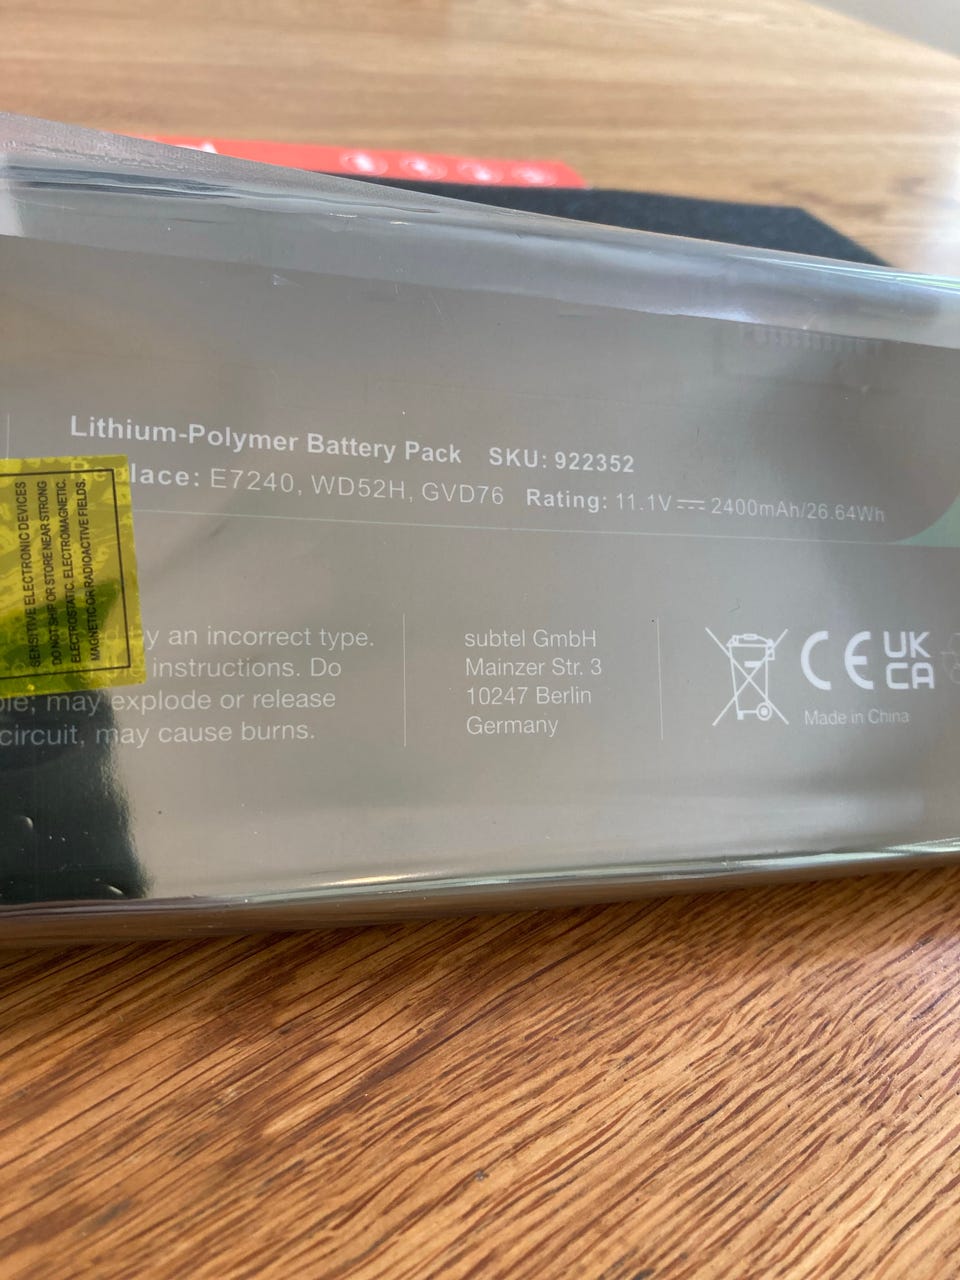 Lithium-Polymer Battery Pack SKU: 922352
Replace: E7240, WD52H, GVD76 Rating: 11.1V⎓2400mAh/26.64Wh
SENSITIVE ELECTRONIC DEVICES
DO NOT SHIP OR STORE NEAR STRONG
ELECTROSTATIC. ELECTROMAGNETIC.
MAGNETIC OR RADIOACTIVE FIELDS.
by an incorrect type.
instructions. Do
may explode or release
circuit, may cause burns.
subtel GmbH
Mainzer Str. 3
10247 Berlin
Germany
CE UK
CA
Made in China